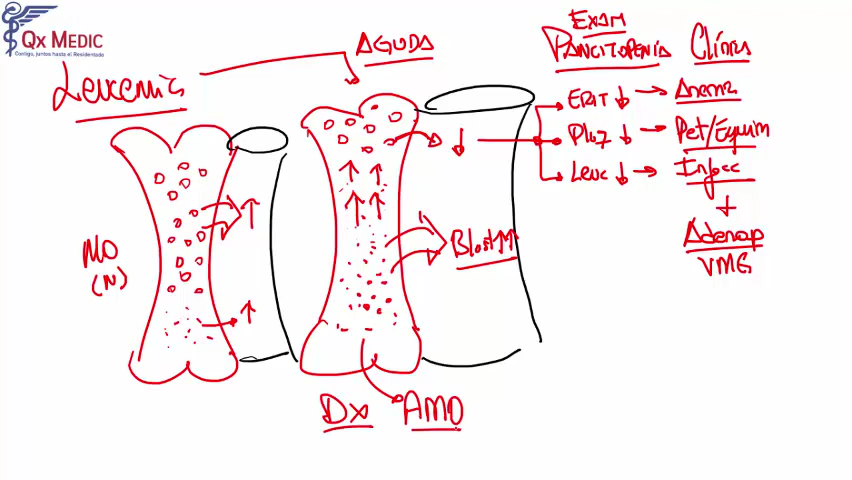 Qx MEDIC
Contigo, juntos hasta el Residentado
Leucemia
AGUDA
EXAM
PANCITOPENIA
Clínica
ERIT ↓ → Anemia
Plaq ↓ → Pet/Equim
Leuc ↓ → Infecc
+
Adenop
VMG
MO
(N)
↑
↑
↑ ↑
↑ ↑
↓
Blast ↑↑
Dx AMO